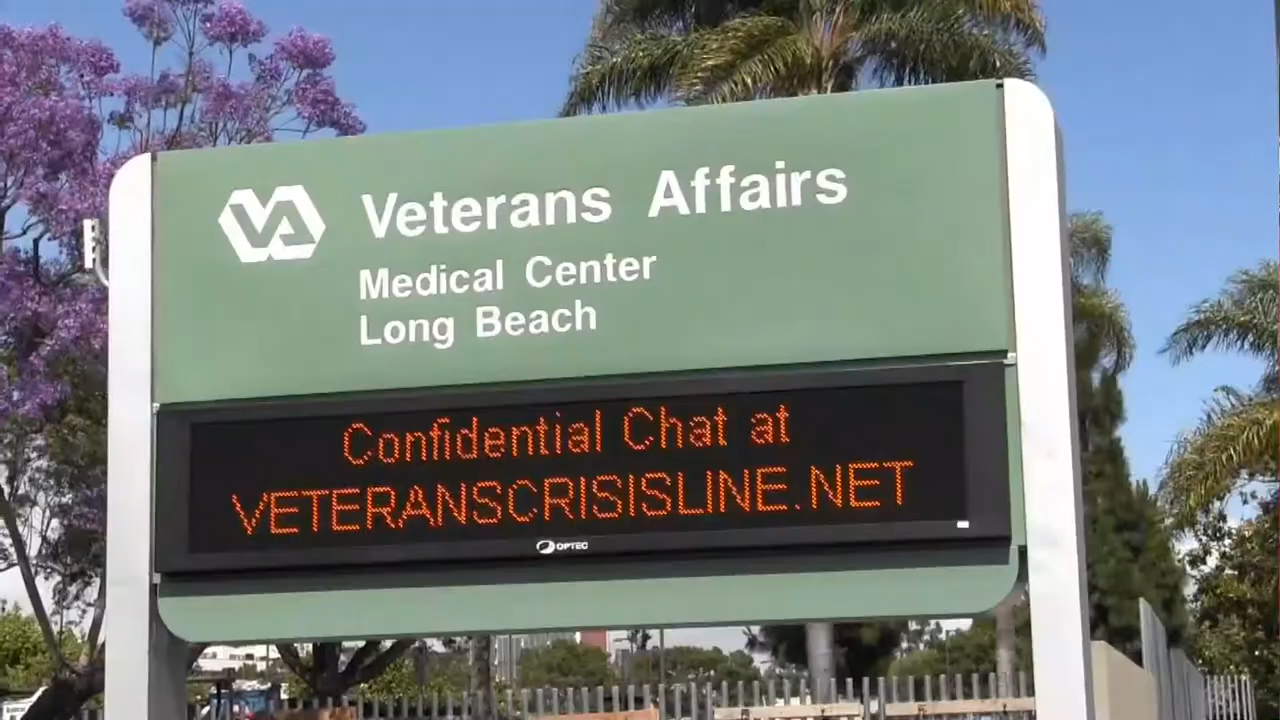 VA
Veterans Affairs
Medical Center
Long Beach
Confidential Chat at
VETERANSCRISISLINE.NET
OPTEC